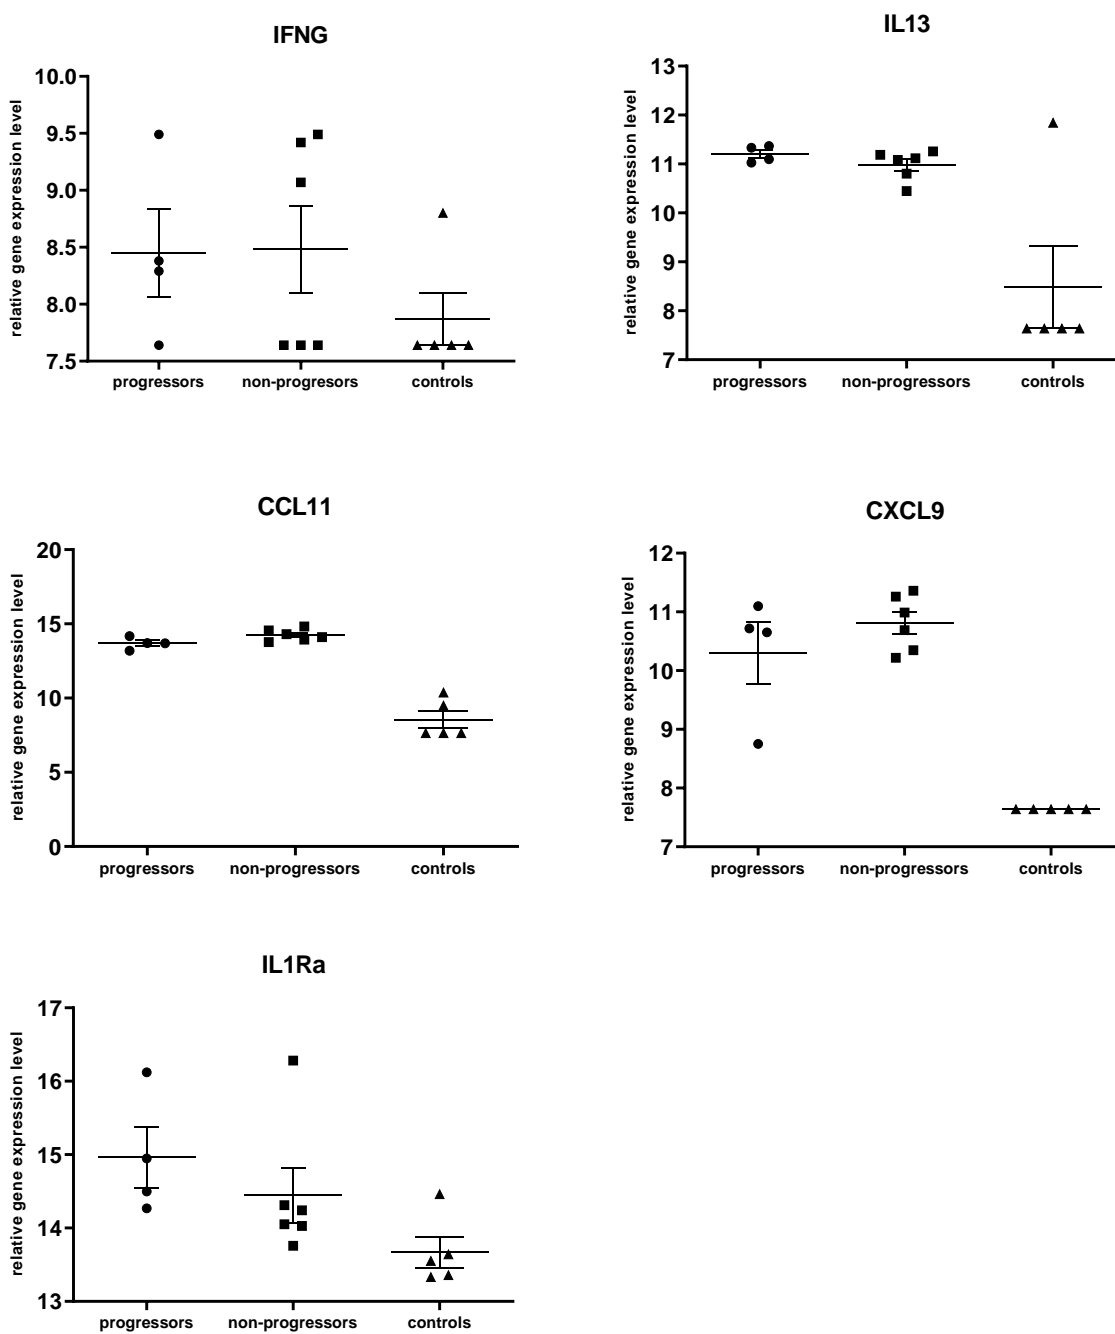 IFNG
relative gene expression level
10.0
9.5
9.0
8.5
8.0
7.5
progressors non-progresors controls
IL13
relative gene expression level
13
12
11
10
9
8
7
progressors non-progressors controls
CCL11
relative gene expression level
20
15
10
5
0
progressors non-progressors controls
CXCL9
relative gene expression level
12
11
10
9
8
7
progressors non-progressors controls
IL1Ra
relative gene expression level
17
16
15
14
13
progressors non-progressors controls